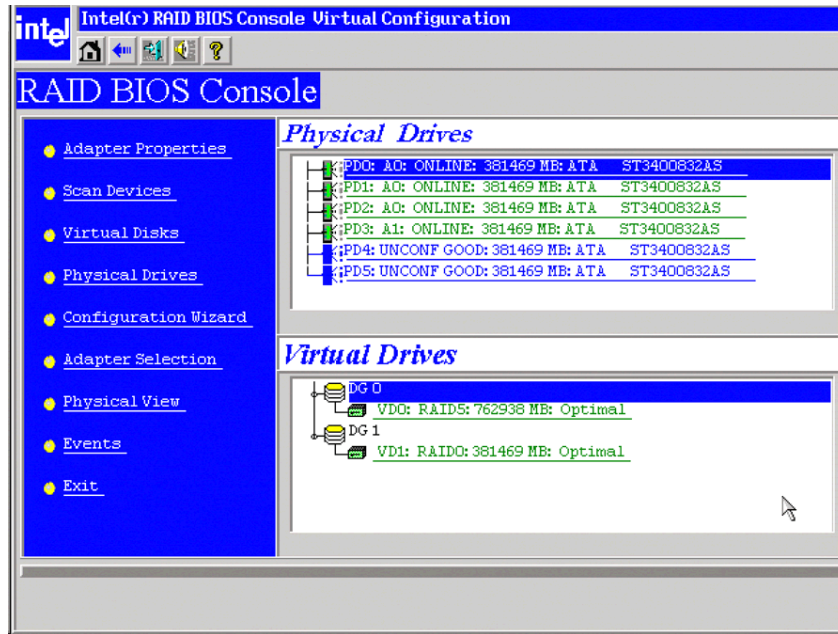 intel
Intel(r) RAID BIOS Console Virtual Configuration
?
RAID BIOS Console
Adapter Properties
Scan Devices
Virtual Disks
Physical Drives
Configuration Wizard
Adapter Selection
Physical View
Events
Exit
Physical Drives
PD0: A0: ONLINE: 381469 MB: ATA ST3400832AS
PD1: A0: ONLINE: 381469 MB: ATA ST3400832AS
PD2: A0: ONLINE: 381469 MB: ATA ST3400832AS
PD3: A1: ONLINE: 381469 MB: ATA ST3400832AS
PD4: UNCONF GOOD: 381469 MB: ATA ST3400832AS
PD5: UNCONF GOOD: 381469 MB: ATA ST3400832AS
Virtual Drives
DG 0
VD0: RAID5: 762938 MB: Optimal
DG 1
VD1: RAID0: 381469 MB: Optimal